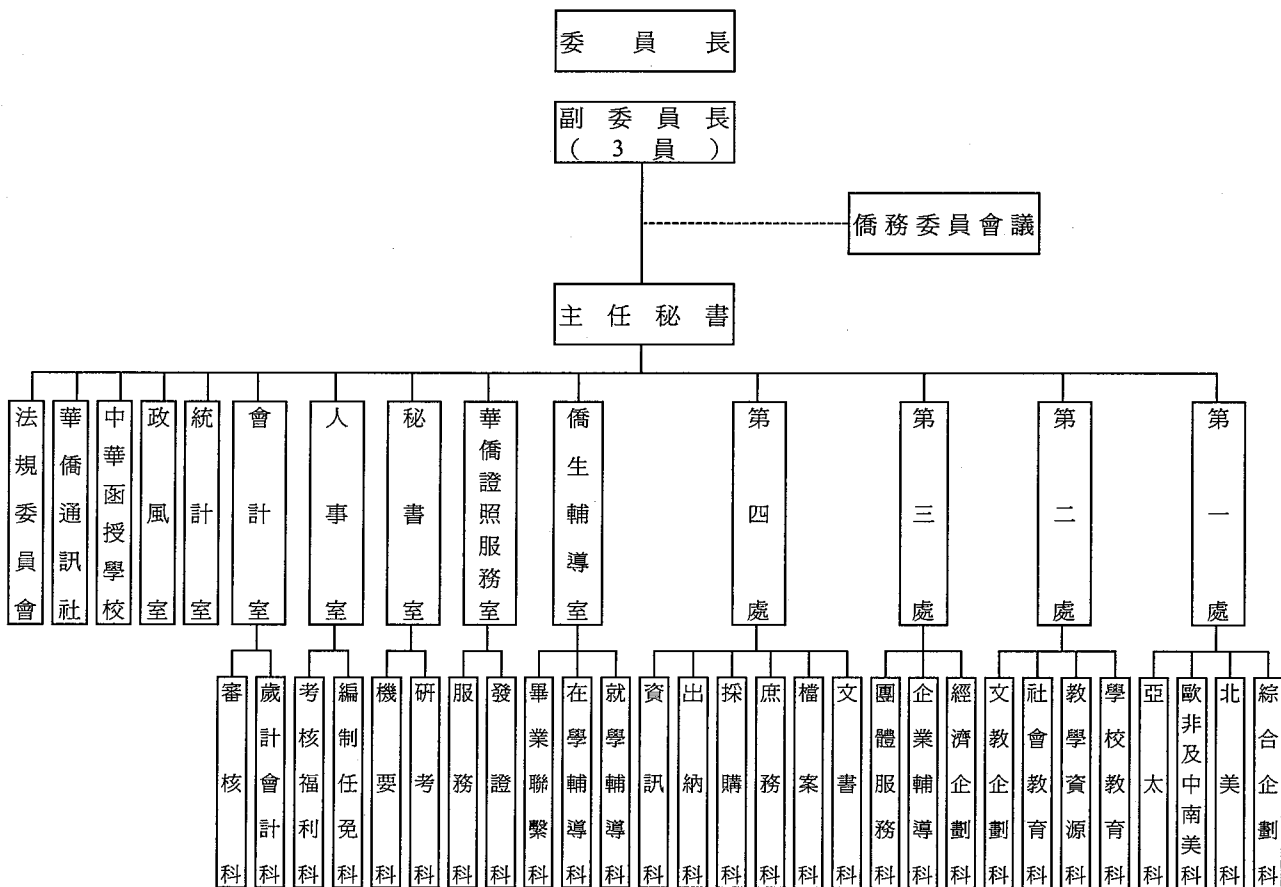 委員長
副委員長
(3員)
僑務委員會議
主任秘書
法規委員會
華僑通訊社
中華函授學校
政風室
統計室
會計室
人事室
秘書室
華僑證照服務室
僑生輔導室
第四處
第三處
第二處
第一處
審核科
歲計會計科
考核福利科
編制任免科
機要科
研考科
服務科
發證科
畢業聯繫科
在學輔導科
就學輔導科
資訊科
出納科
採購科
庶務科
檔案科
文書科
團體服務科
企業輔導科
經濟企劃科
文教企劃科
社會教育科
教學資源科
學校教育科
亞太科
歐非及中南美科
北美科
綜合企劃科